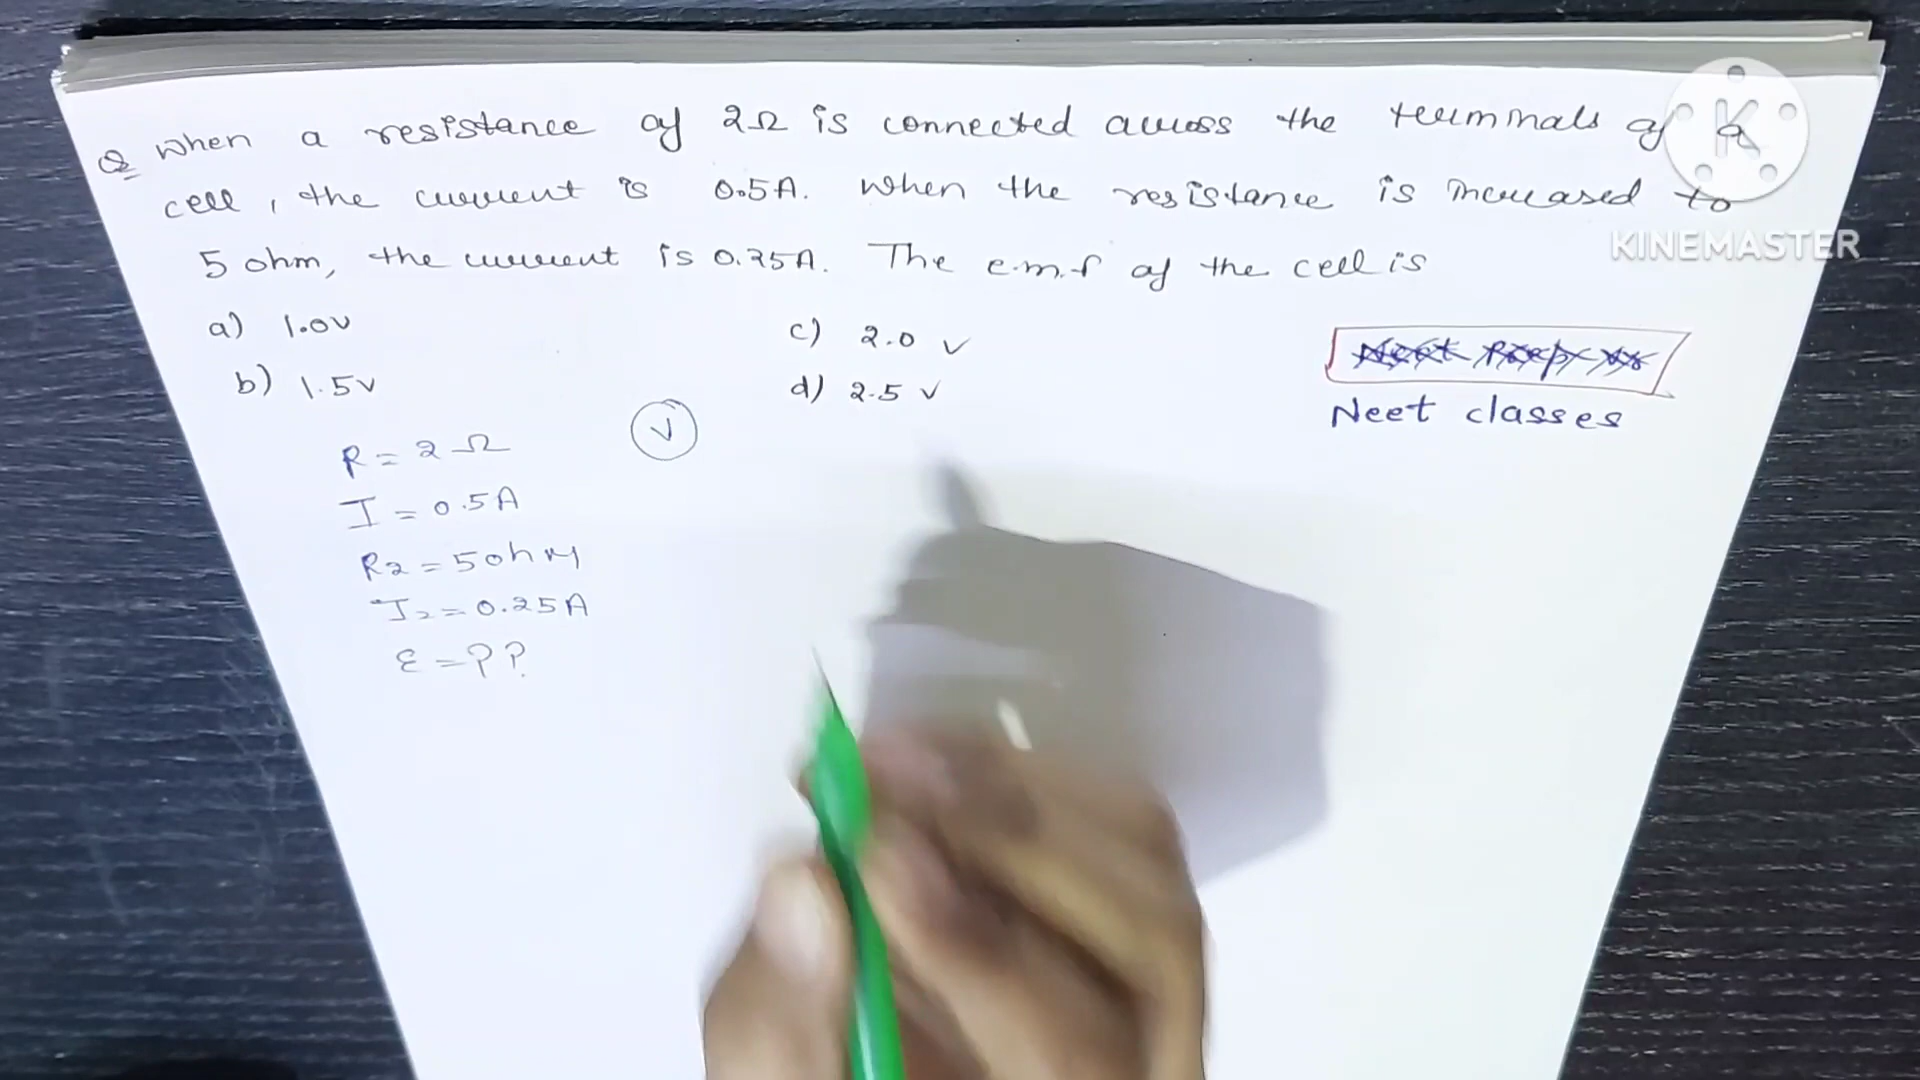 Q When a resistance of 2Ω is connected across the terminals of a
cell, the current is 0.5A. When the resistance is increased to
5 ohm, the current is 0.25A. The e.m.f of the cell is
a) 1.0V
c) 2.0 V
b) 1.5V
d) 2.5 V
Neet classes
R = 2Ω
V
I = 0.5A
R2 = 5ohm
I2 = 0.25A
ε = ??
K
KINEMASTER